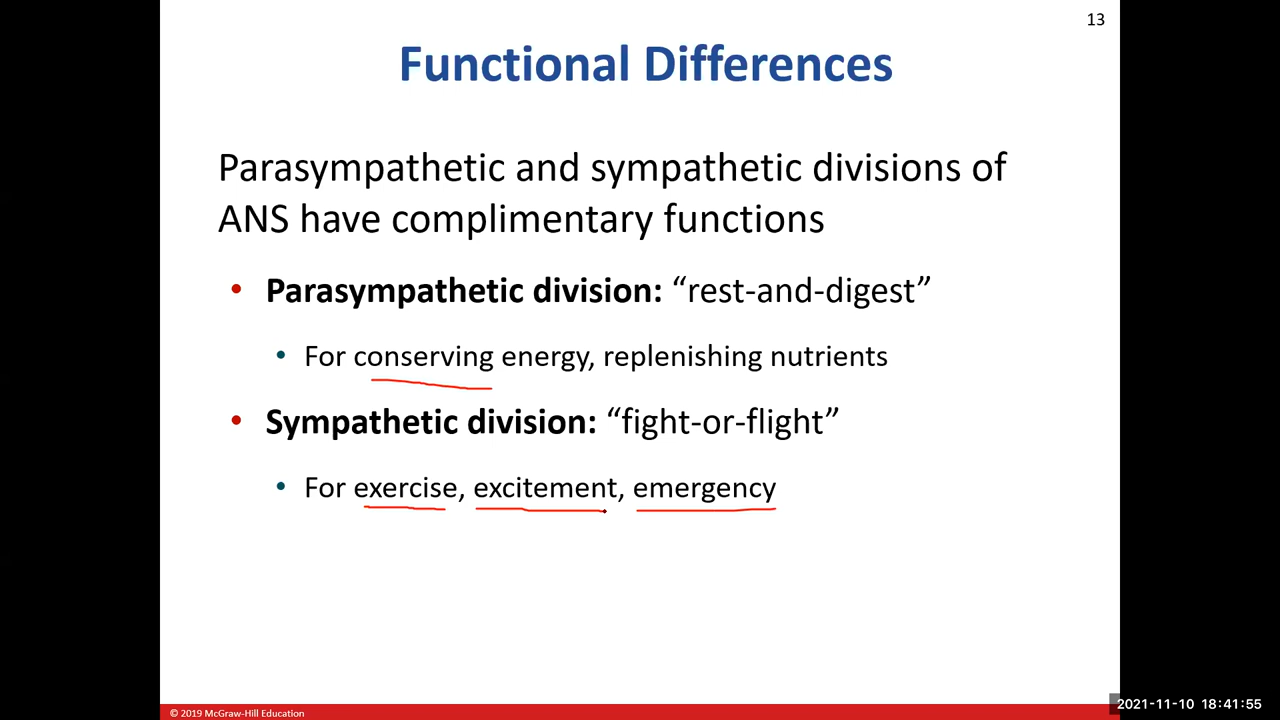 13
Functional Differences
Parasympathetic and sympathetic divisions of
ANS have complimentary functions
• Parasympathetic division: “rest-and-digest”
• For conserving energy, replenishing nutrients
• Sympathetic division: “fight-or-flight”
• For exercise, excitement, emergency
© 2019 McGraw-Hill Education
2021-11-10 18:41:55